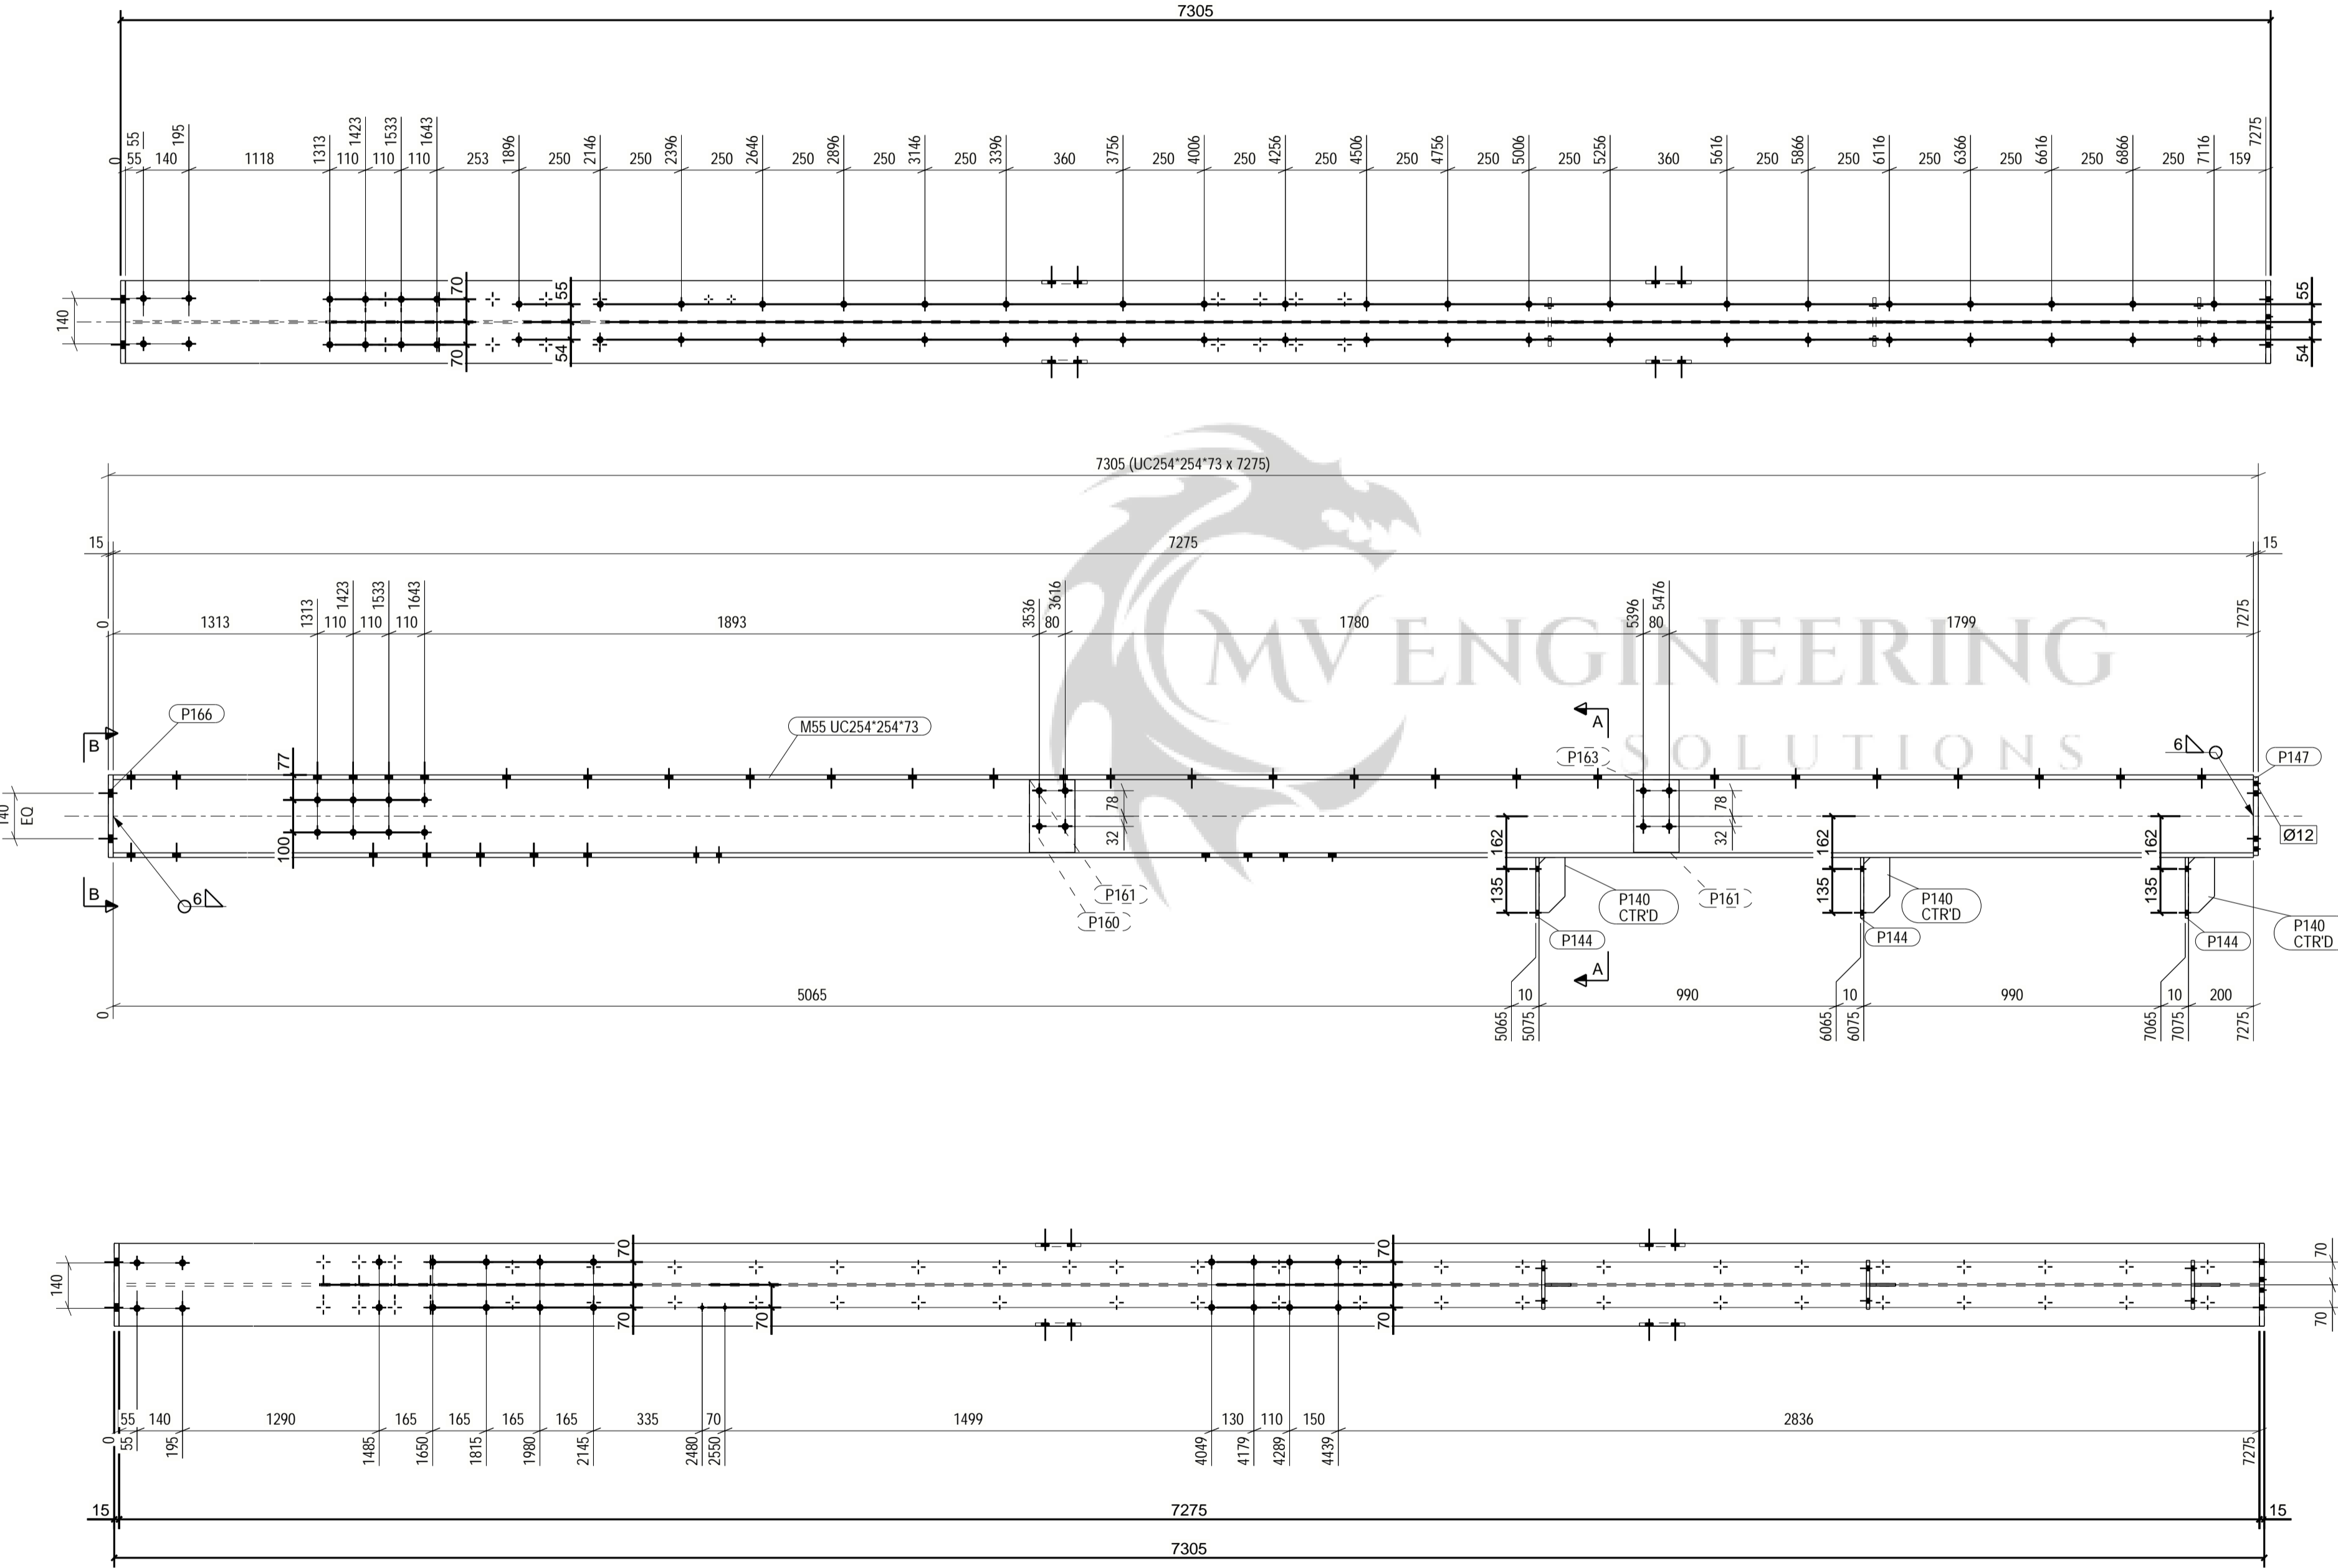 7305
0 55 195 1313 1423 1533 1643 1896 2146 2396 2646 2896 3146 3396 3756 4006 4256 4506 4756 5006 5256 5616 5866 6116 6366 6616 6866 7116 7275
55 140 1118 110 110 110 253 250 250 250 250 250 250 360 250 250 250 250 250 250 360 250 250 250 250 250 250 159
140 70 55 55
70 54 54
7305 (UC254*254*73 x 7275)
15 7275 15
0 1313 1423 1533 1643 3536 3616 5396 5476 7275
1313 110 110 110 1893 80 1780 80 1799
MV ENGINEERING
SOLUTIONS
P166
M55 UC254*254*73
A
B
6
P163
P147
77
140
EQ
78 78
100 32 162 32 162 162
Ø12
B 6
P161
P160
135 135 135
P140
CTR'D
P161
P140
CTR'D
P140
CTR'D
P144
P144
P144
A
5065 10 990 10 990 10 200
0 5065 5075 6065 6075 7065 7075 7275
140 70 70 70
70 70 70 70
55 140 1290 165 165 165 165 335 70 1499 130 110 150 2836
0 55 195 1485 1650 1815 1980 2145 2480 2550 4049 4179 4289 4439 7275
15 7275 15
7305